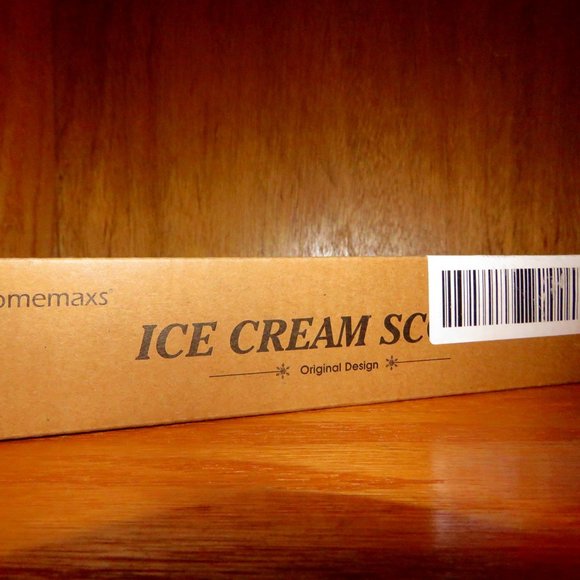 omemaxs
ICE CREAM SC
Original Design